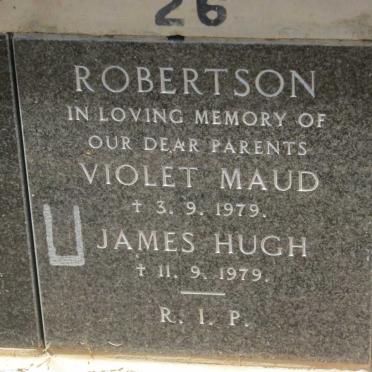 26
ROBERTSON
IN LOVING MEMORY OF
OUR DEAR PARENTS
VIOLET MAUD
† 3. 9. 1979.
JAMES HUGH
† 11. 9. 1979.
R. I. P.